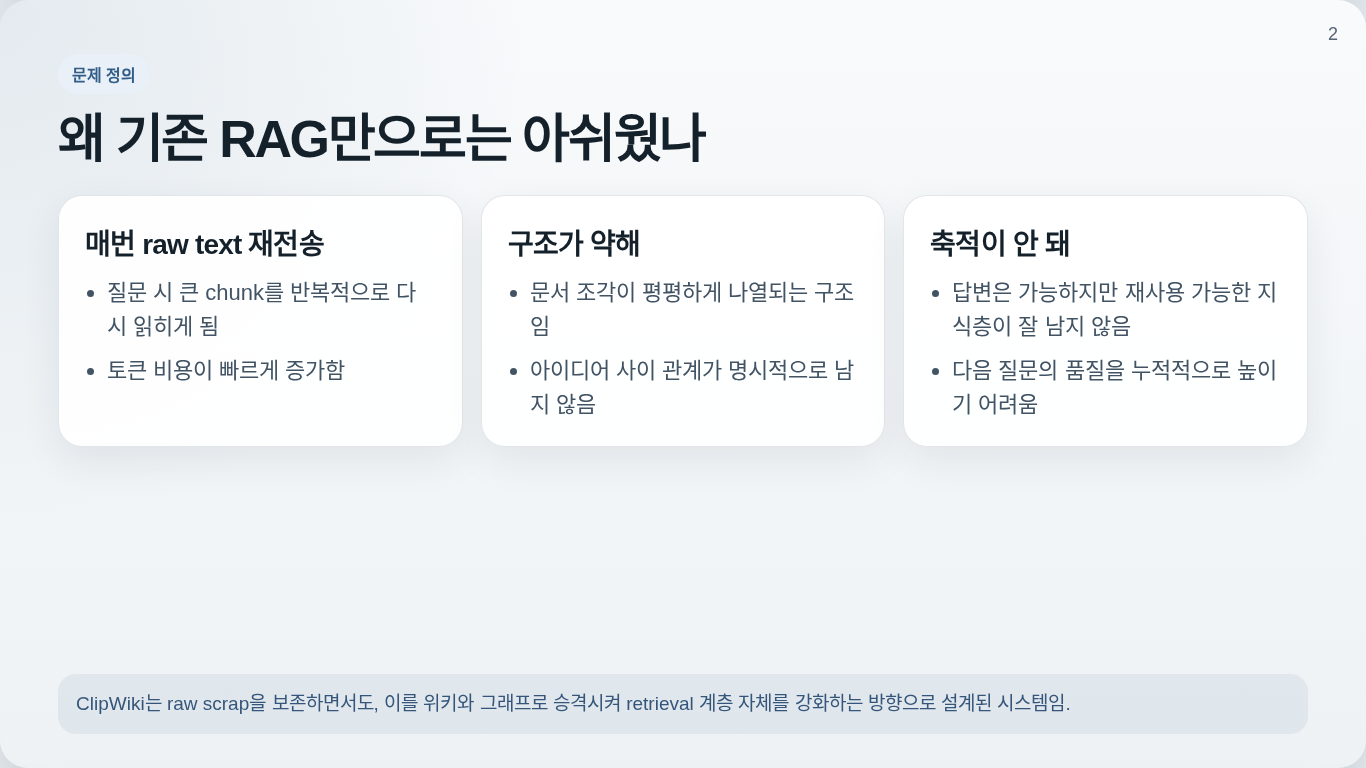 2
문제 정의
왜 기존 RAG만으로는 아쉬웠나
매번 raw text 재전송
• 질문 시 큰 chunk를 반복적으로 다
시 읽히게 됨
• 토큰 비용이 빠르게 증가함
구조가 약해
• 문서 조각이 평평하게 나열되는 구조
임
• 아이디어 사이 관계가 명시적으로 남
지 않음
축적이 안 돼
• 답변은 가능하지만 재사용 가능한 지
식층이 잘 남지 않음
• 다음 질문의 품질을 누적적으로 높이
기 어려움
ClipWiki는 raw scrap을 보존하면서도, 이를 위키와 그래프로 승격시켜 retrieval 계층 자체를 강화하는 방향으로 설계된 시스템임.